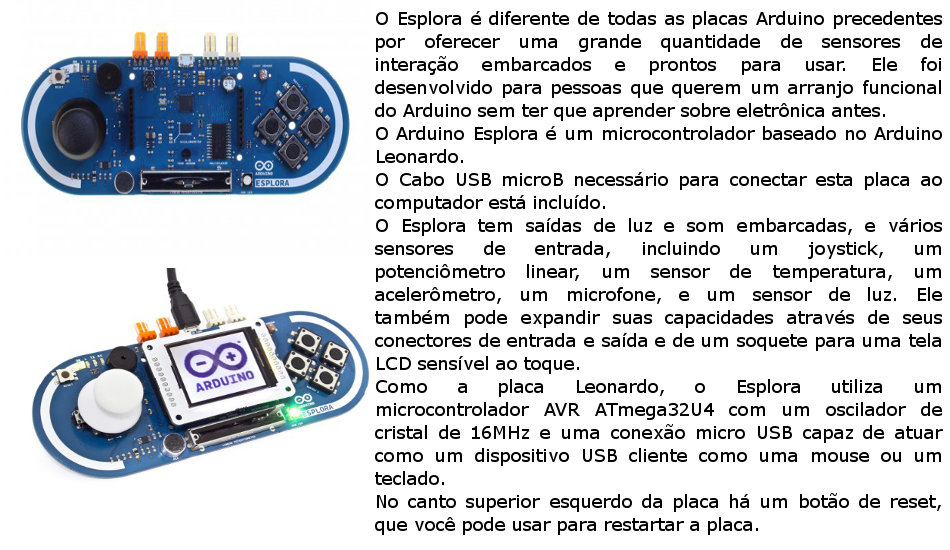 O Esplora é diferente de todas as placas Arduino precedentes
por oferecer uma grande quantidade de sensores de
interação embarcados e prontos para usar. Ele foi
desenvolvido para pessoas que querem um arranjo funcional
do Arduino sem ter que aprender sobre eletrônica antes.
O Arduino Esplora é um microcontrolador baseado no Arduino
Leonardo.
O Cabo USB microB necessário para conectar esta placa ao
computador está incluído.
O Esplora tem saídas de luz e som embarcadas, e vários
sensores de entrada, incluindo um joystick, um
potenciômetro linear, um sensor de temperatura, um
acelerômetro, um microfone, e um sensor de luz. Ele
também pode expandir suas capacidades através de seus
conectores de entrada e saída e de um soquete para uma tela
LCD sensível ao toque.
Como a placa Leonardo, o Esplora utiliza um
microcontrolador AVR ATmega32U4 com um oscilador de
cristal de 16MHz e uma conexão micro USB capaz de atuar
como um dispositivo USB cliente como uma mouse ou um
teclado.
No canto superior esquerdo da placa há um botão de reset,
que você pode usar para restartar a placa.
ARDUINO
ESPLORA
ARDUINO
ARDUINO
ESPLORA